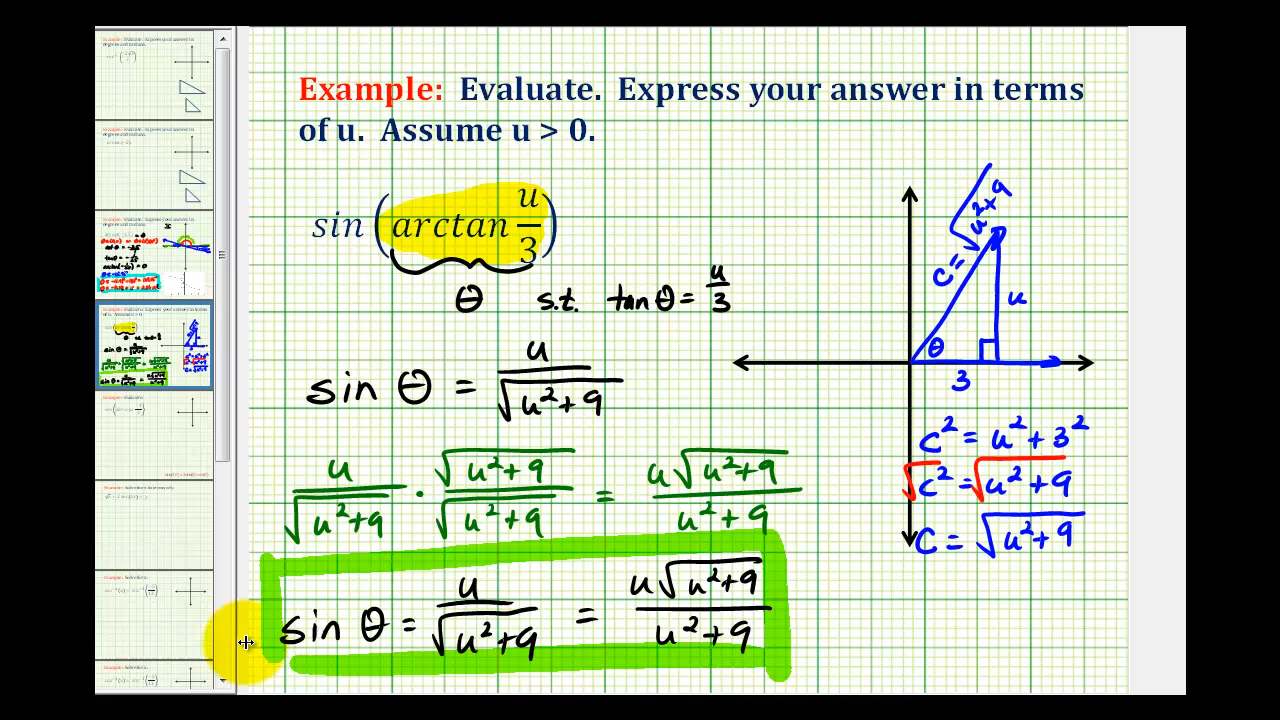 Example: Evaluate. Express your answer in terms
of u. Assume u > 0.
sin (arctan u/3)
θ s.t. tan θ = u/3
sin θ = u/√(u²+9)
u/√(u²+9) · √(u²+9)/√(u²+9) = u√(u²+9)/(u²+9)
sin θ = u/√(u²+9) = u√(u²+9)/(u²+9)
c = √u²+9
u
θ
3
c² = u² + 3²
√c² = √u² + 9
c = √(u²+9)